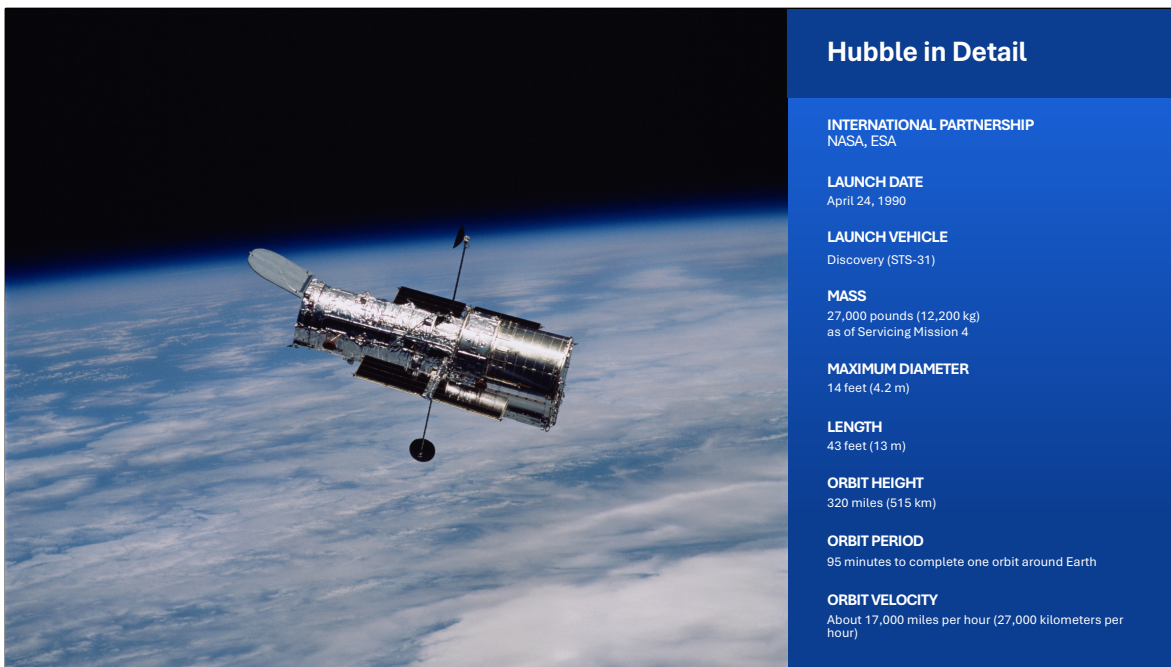 Hubble in Detail
INTERNATIONAL PARTNERSHIP
NASA, ESA
LAUNCH DATE
April 24, 1990
LAUNCH VEHICLE
Discovery (STS-31)
MASS
27,000 pounds (12,200 kg)
as of Servicing Mission 4
MAXIMUM DIAMETER
14 feet (4.2 m)
LENGTH
43 feet (13 m)
ORBIT HEIGHT
320 miles (515 km)
ORBIT PERIOD
95 minutes to complete one orbit around Earth
ORBIT VELOCITY
About 17,000 miles per hour (27,000 kilometers per
hour)